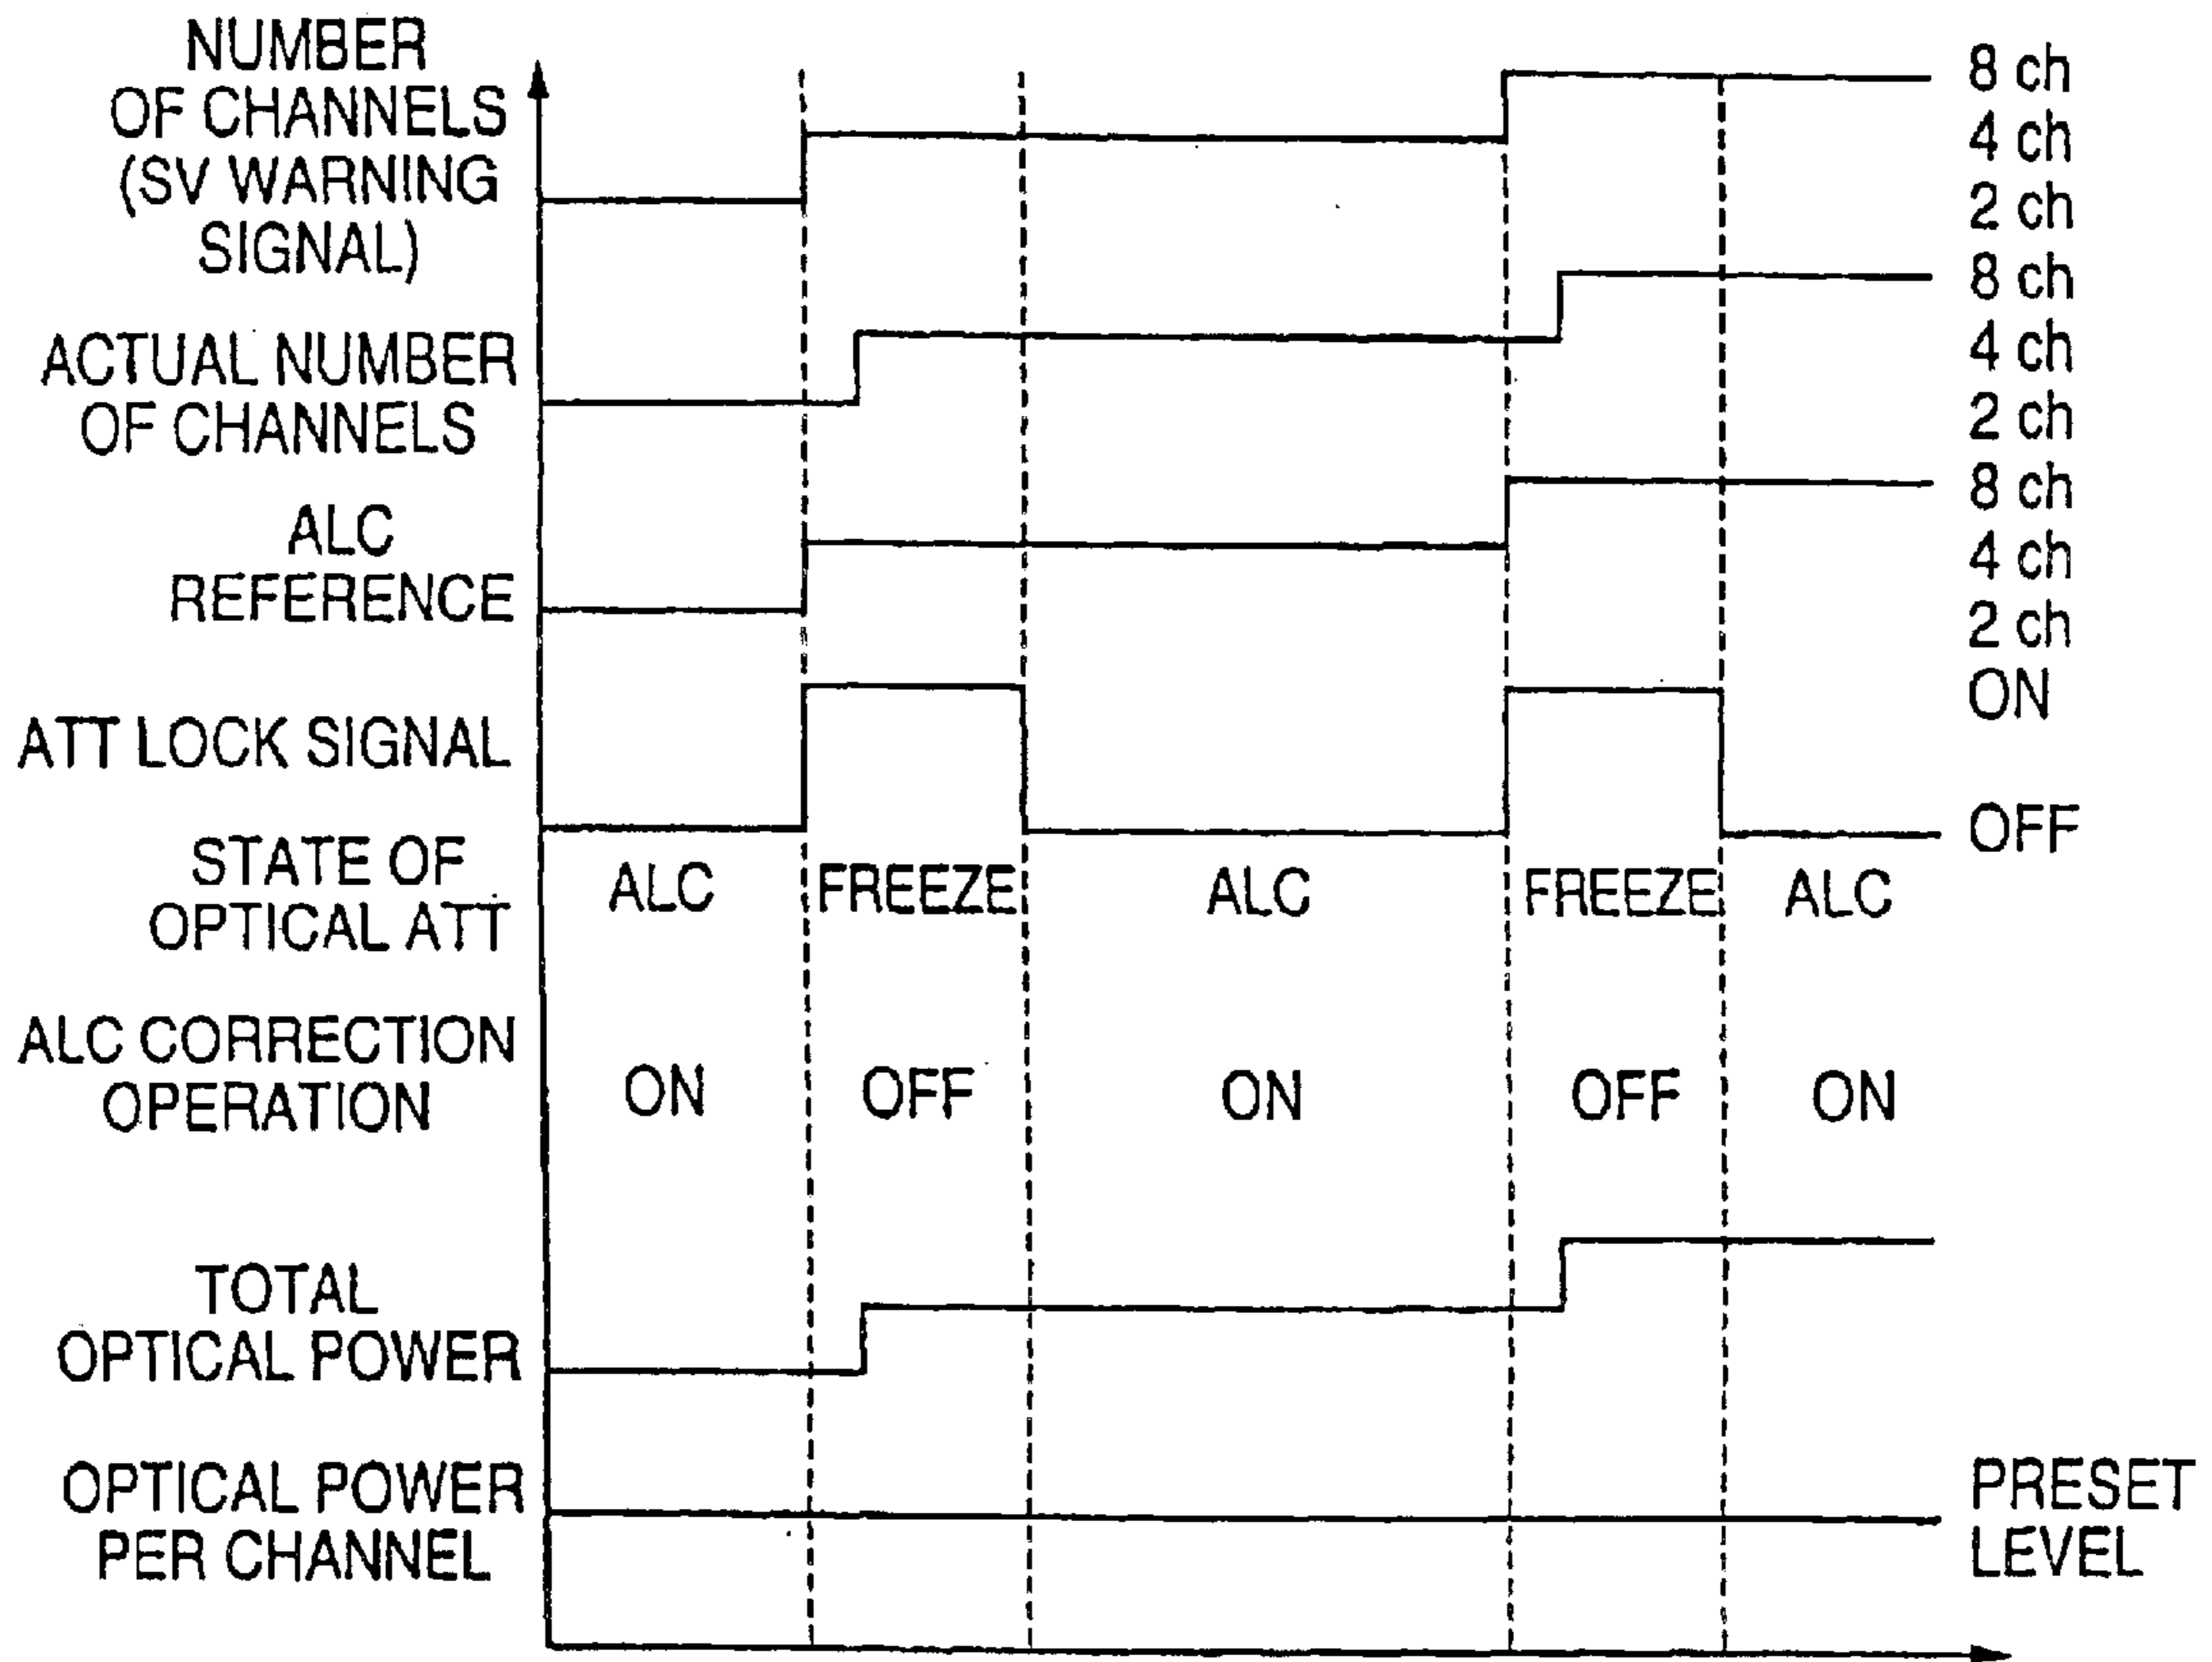 NUMBER
OF CHANNELS
(SV WARNING
SIGNAL)
8 ch
4 ch
2 ch
ACTUAL NUMBER
OF CHANNELS
8 ch
4 ch
2 ch
ALC
REFERENCE
8 ch
4 ch
2 ch
ATT LOCK SIGNAL
ON
OFF
STATE OF
OPTICAL ATT
ALC FREEZE ALC FREEZE ALC
ALC CORRECTION
OPERATION
ON OFF ON OFF ON
TOTAL
OPTICAL POWER
OPTICAL POWER
PER CHANNEL
PRESET
LEVEL